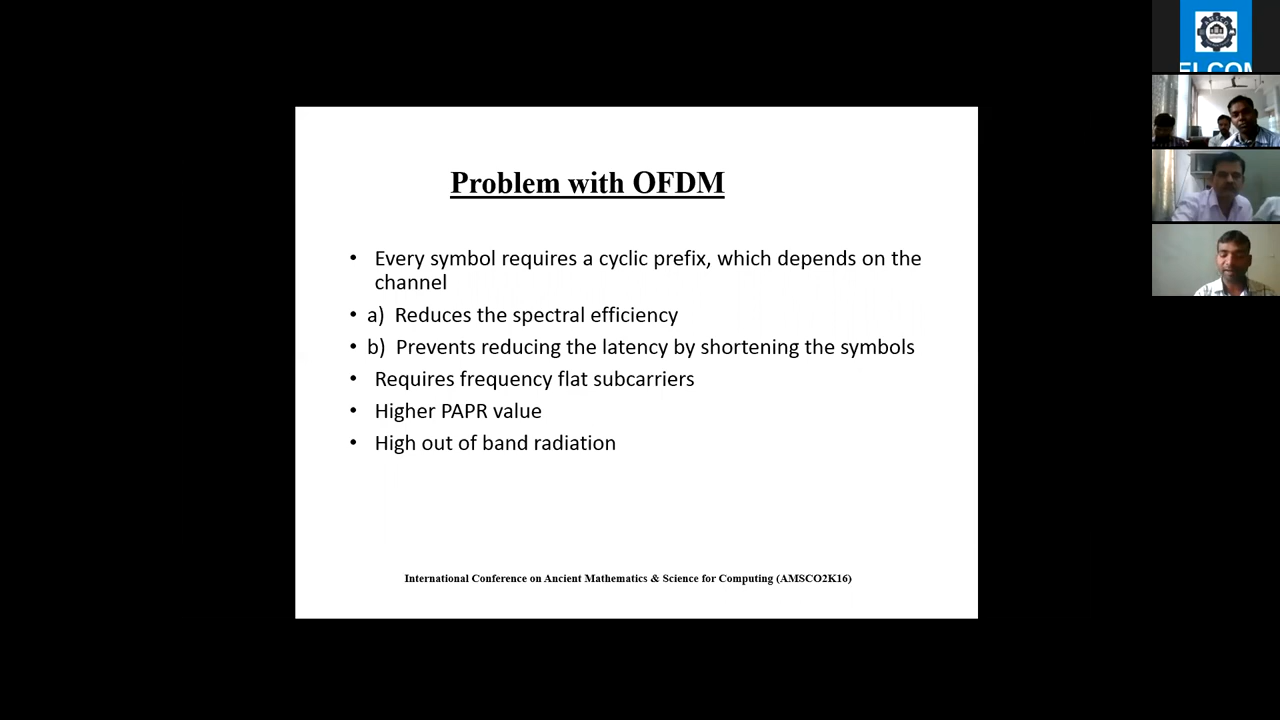 Problem with OFDM
• Every symbol requires a cyclic prefix, which depends on the
channel
• a) Reduces the spectral efficiency
• b) Prevents reducing the latency by shortening the symbols
• Requires frequency flat subcarriers
• Higher PAPR value
• High out of band radiation
International Conference on Ancient Mathematics & Science for Computing (AMSCO2K16)
AMSCO